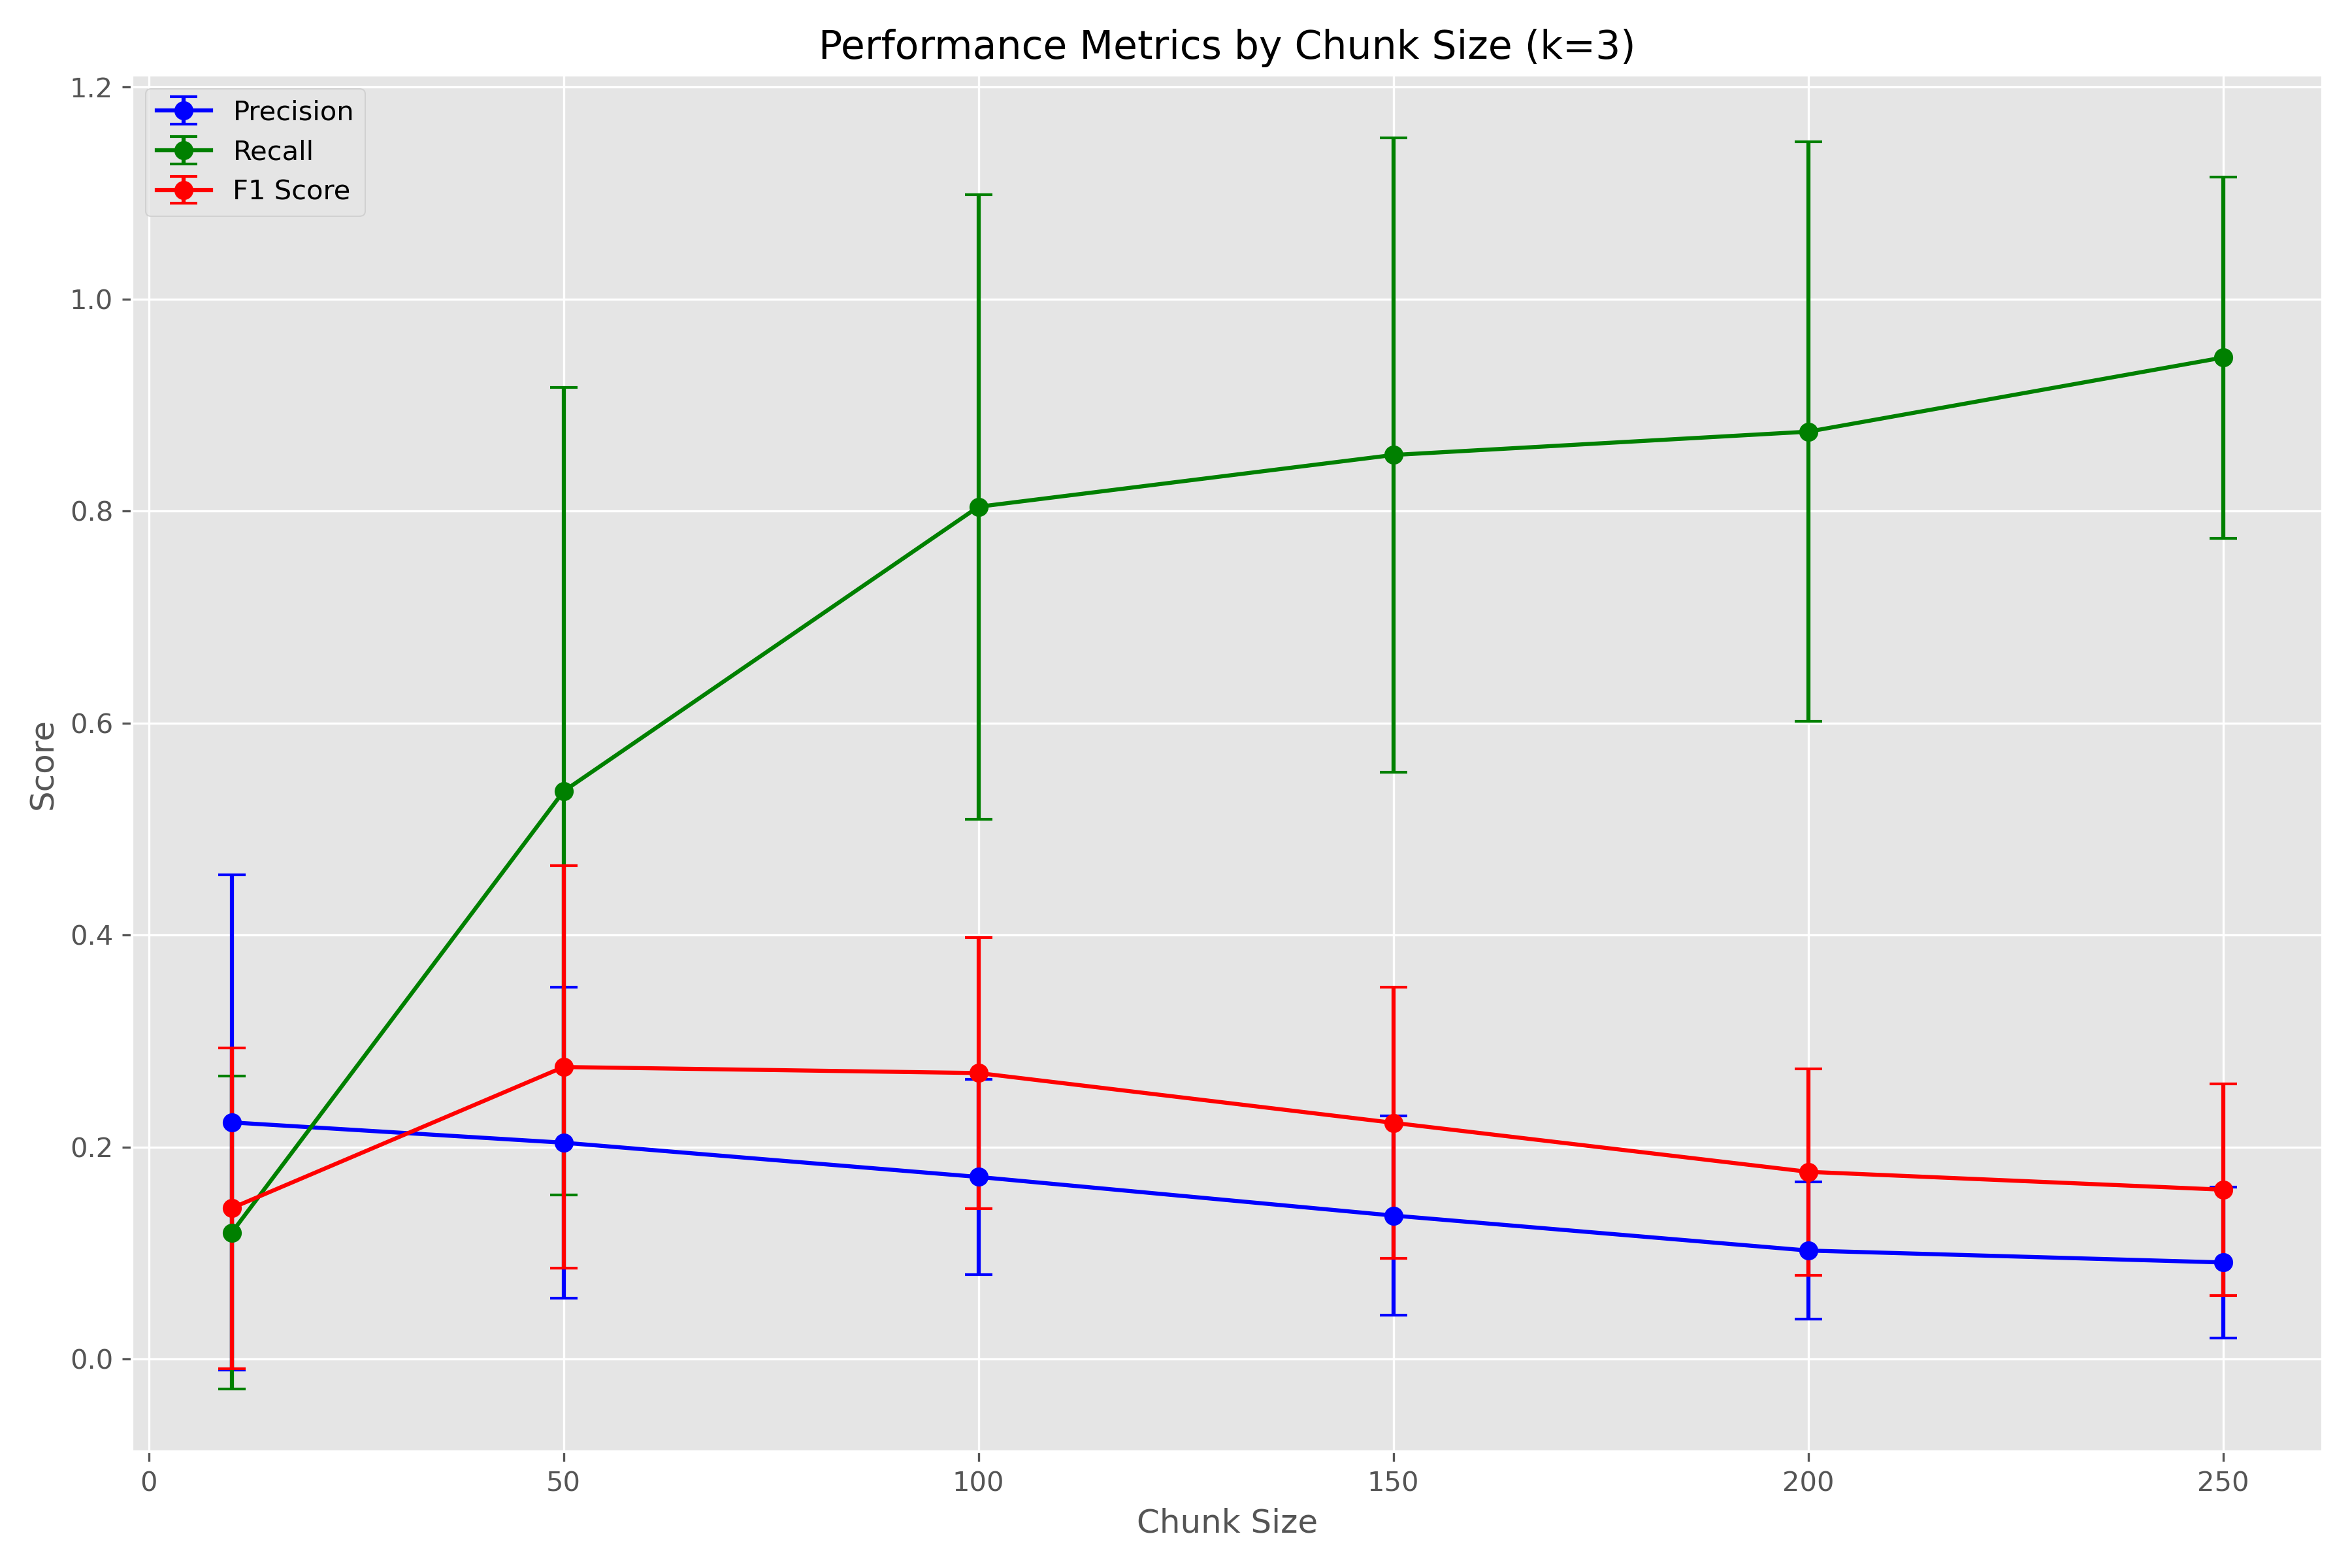 Performance Metrics by Chunk Size (k=3)
Precision
Recall
F1 Score
1.2
1.0
0.8
0.6
0.4
0.2
0.0
Score
0 50 100 150 200 250
Chunk Size